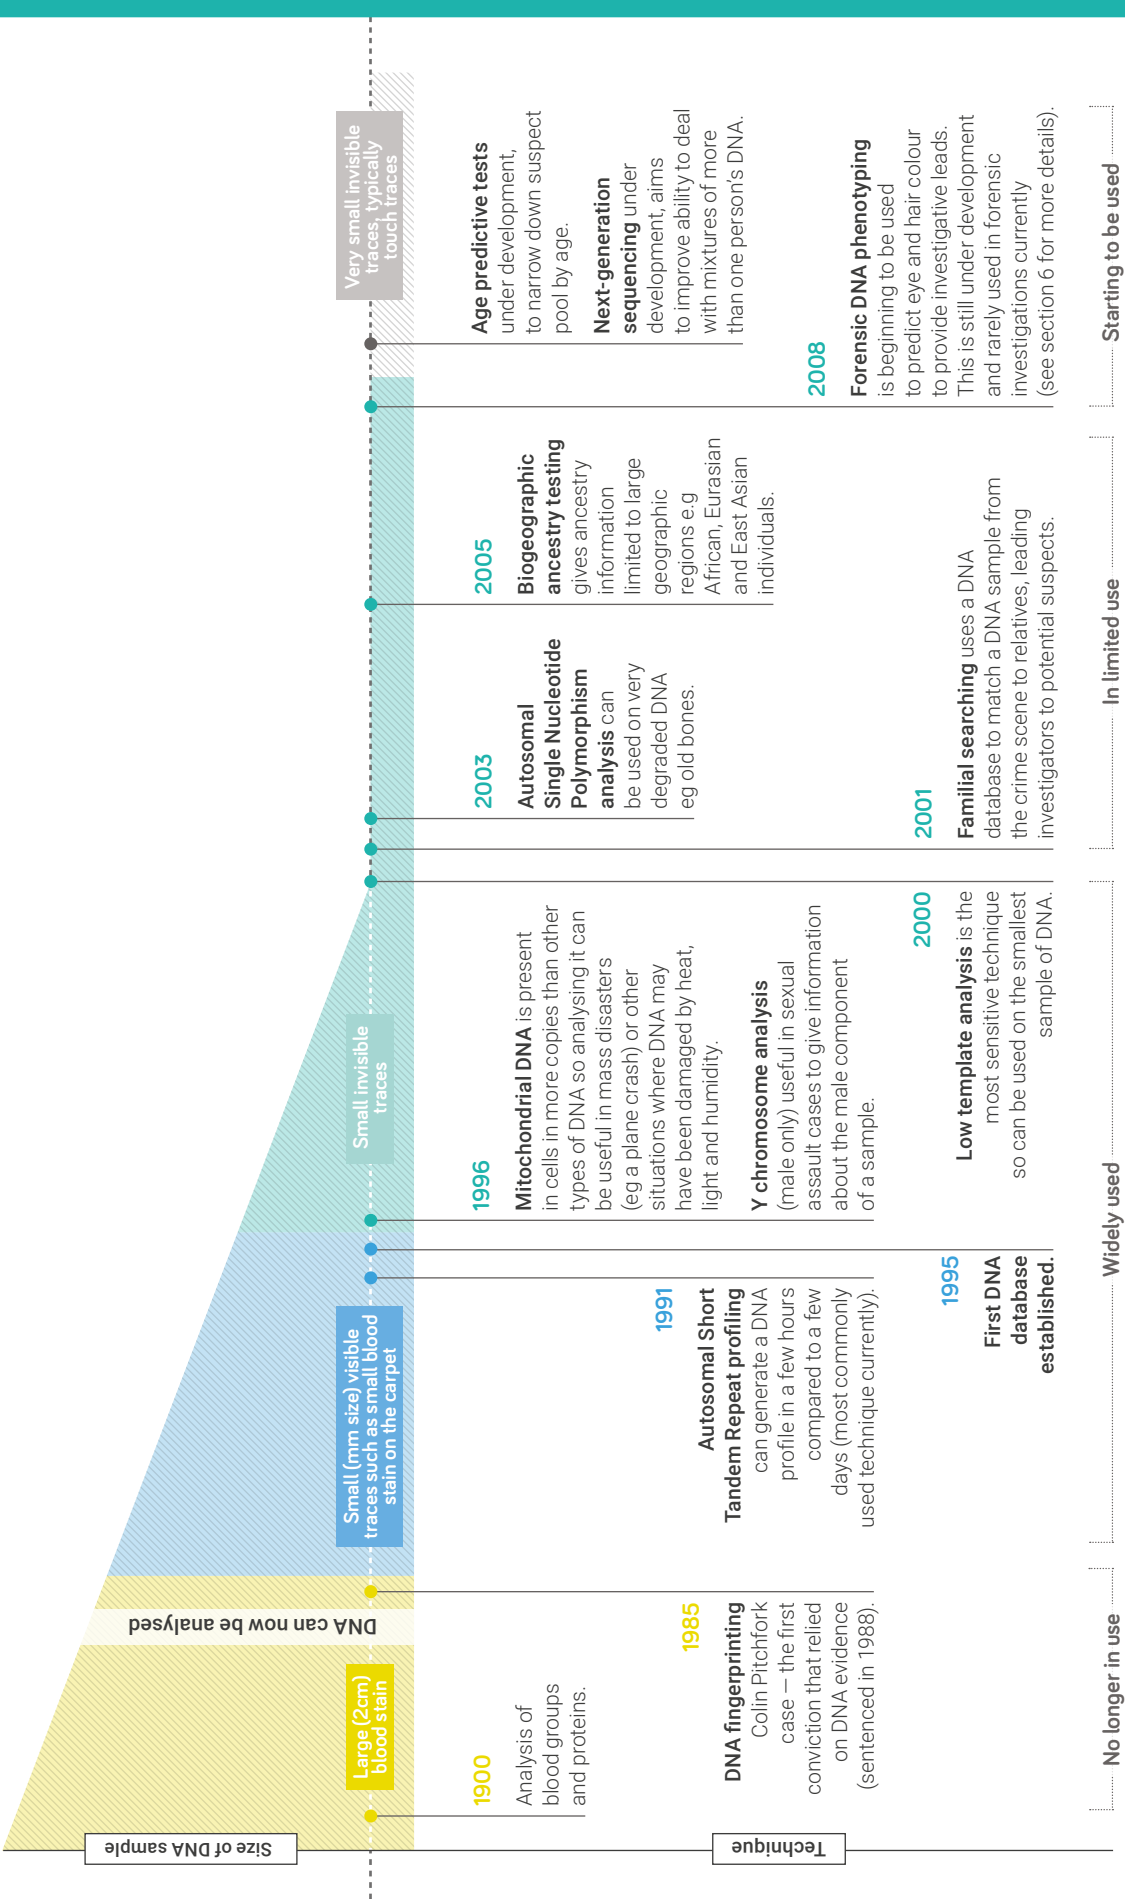 Size of DNA sample
Large (2cm)
blood stain
DNA can now be analysed
Small (mm size) visible
traces such as small blood
stain on the carpet
Small invisible
traces
Very small invisible
traces, typically
touch traces
Technique
1900
Analysis of
blood groups
and proteins.
1985
DNA fingerprinting
Colin Pitchfork
case – the first
conviction that relied
on DNA evidence
(sentenced in 1988).
1991
Autosomal Short
Tandem Repeat profiling
can generate a DNA
profile in a few hours
compared to a few
days (most commonly
used technique currently).
1995
First DNA
database
established.
1996
Mitochondrial DNA is present
in cells in more copies than other
types of DNA so analysing it can
be useful in mass disasters
(eg a plane crash) or other
situations where DNA may
have been damaged by heat,
light and humidity.
Y chromosome analysis
(male only) useful in sexual
assault cases to give information
about the male component
of a sample.
2000
Low template analysis is the
most sensitive technique
so can be used on the smallest
sample of DNA.
2001
Familial searching uses a DNA
database to match a DNA sample from
the crime scene to relatives, leading
investigators to potential suspects.
2003
Autosomal
Single Nucleotide
Polymorphism
analysis can
be used on very
degraded DNA
eg old bones.
2005
Biogeographic
ancestry testing
gives ancestry
information
limited to large
geographic
regions e.g
African, Eurasian
and East Asian
individuals.
2008
Forensic DNA phenotyping
is beginning to be used
to predict eye and hair colour
to provide investigative leads.
This is still under development
and rarely used in forensic
investigations currently
(see section 6 for more details).
Age predictive tests
under development,
to narrow down suspect
pool by age.
Next-generation
sequencing under
development, aims
to improve ability to deal
with mixtures of more
than one person's DNA.
No longer in use
Widely used
In limited use
Starting to be used